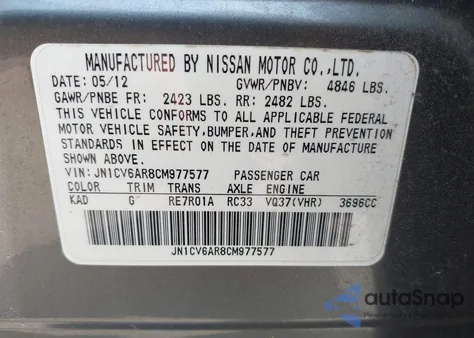 MANUFACTURED BY NISSAN MOTOR CO.,LTD.
DATE: 05/12 GVWR/PNBV: 4846 LBS.
GAWR/PNBE FR: 2423 LBS. RR: 2482 LBS.
THIS VEHICLE CONFORMS TO ALL APPLICABLE FEDERAL
MOTOR VEHICLE SAFETY, BUMPER, AND THEFT PREVENTION
STANDARDS IN EFFECT ON THE DATE OF MANUFACTURE
SHOWN ABOVE.
VIN: JN1CV6AR8CM977577 PASSENGER CAR
COLOR TRIM TRANS AXLE ENGINE
KAD G RE7R01A RC33 VQ37(VHR) 3696CC
JN1CV6AR8CM977577
autoSnap